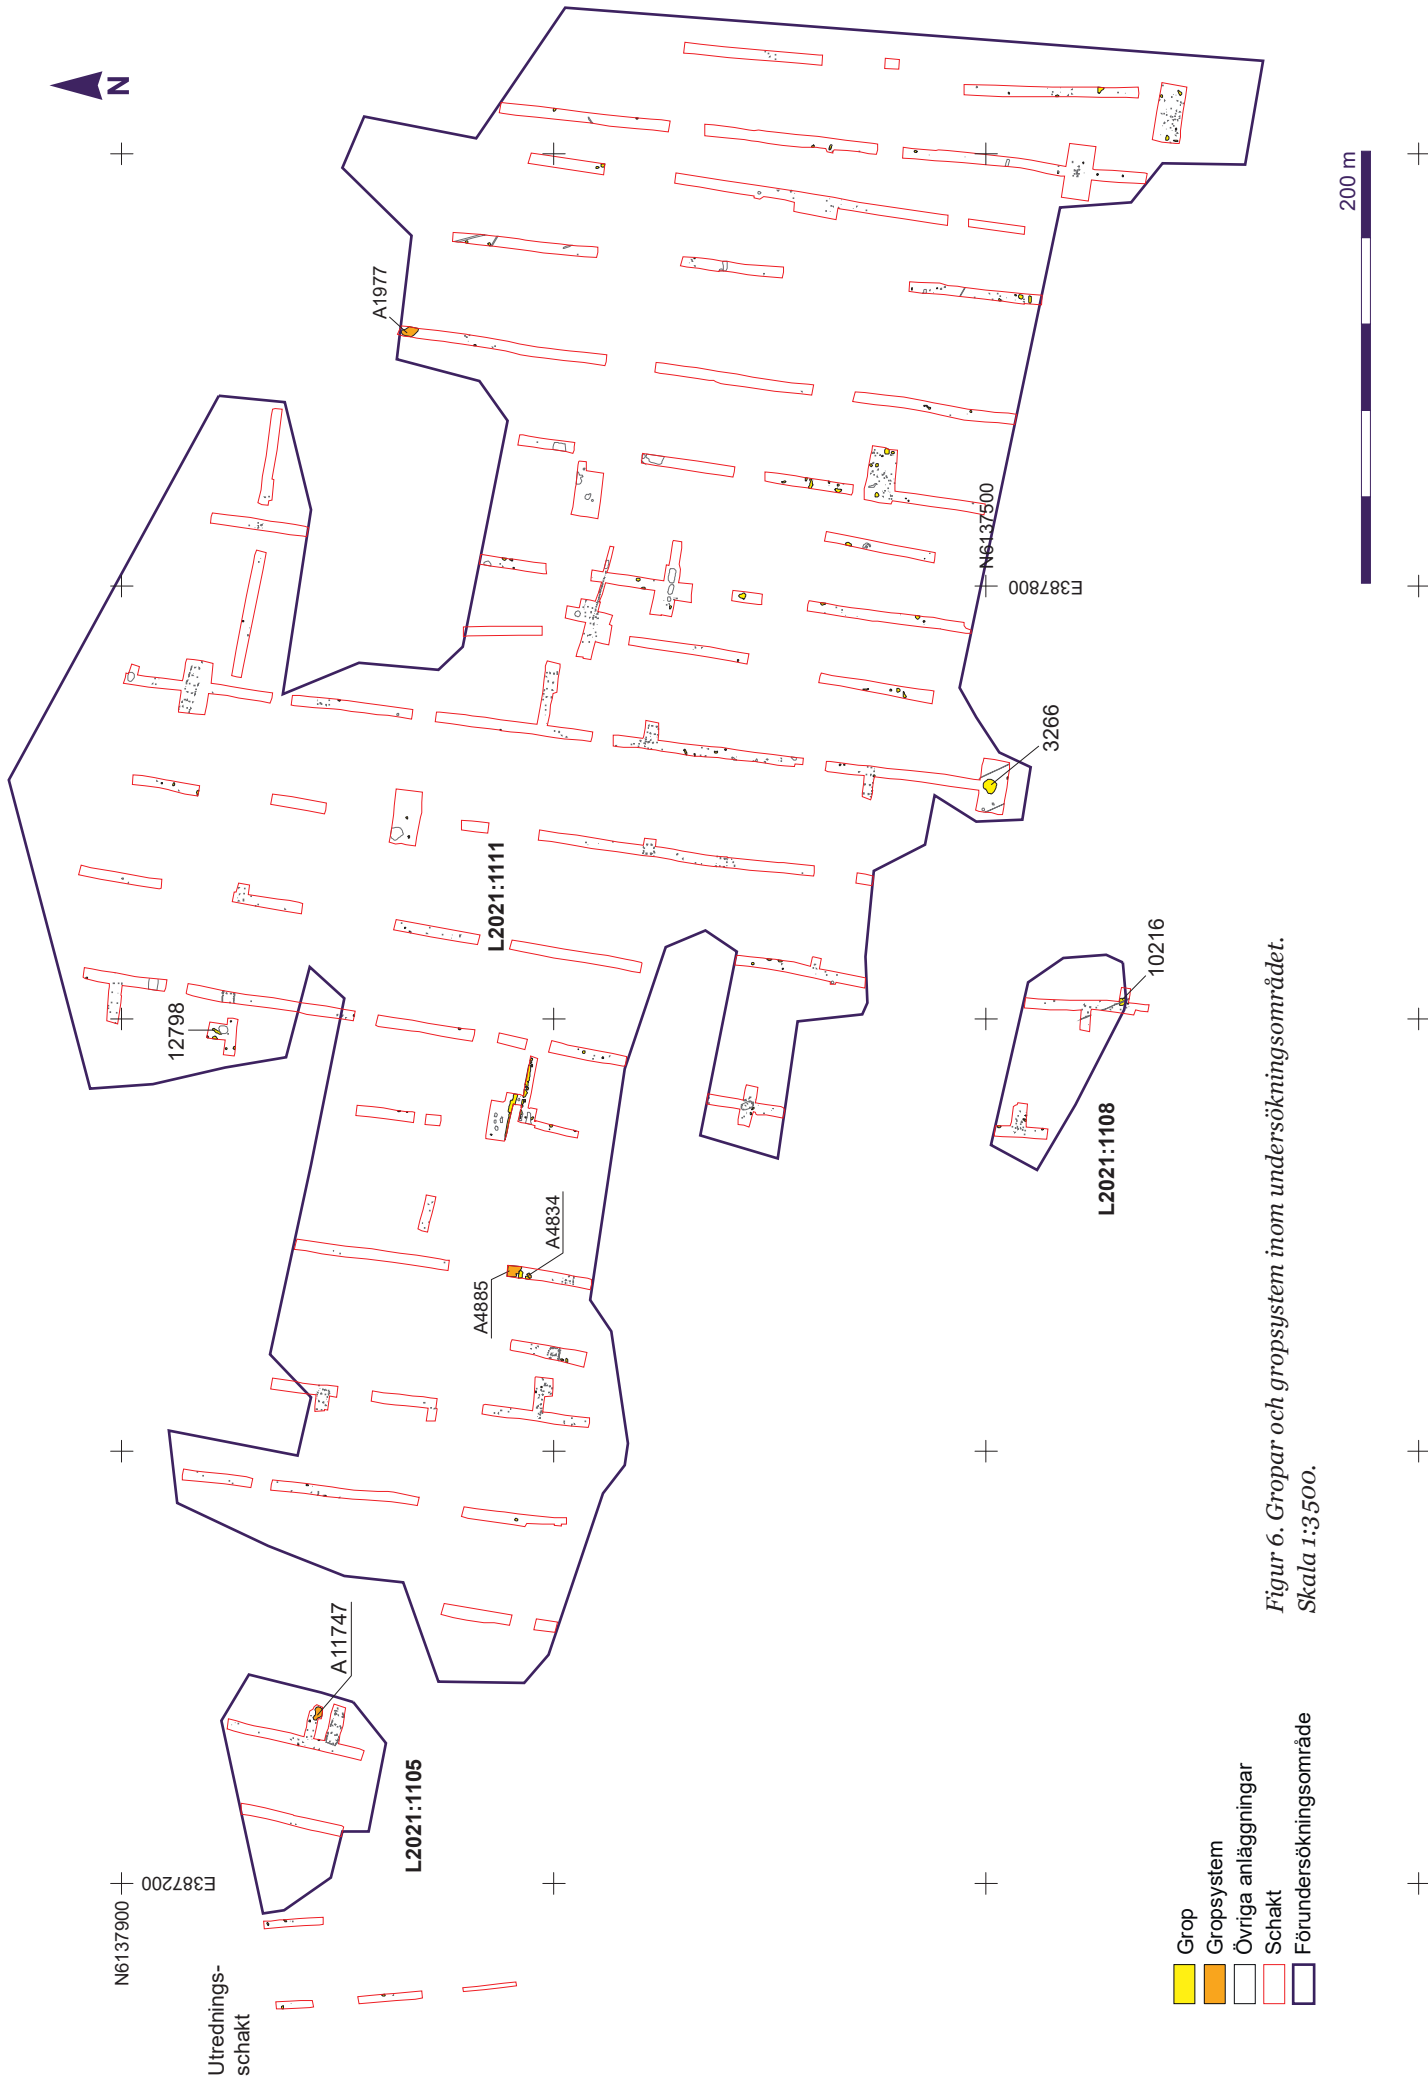 N
A1977
N6137500
E387800
3266
L2021:1111
12798
10216
L2021:1108
A4885
A4834
A11747
L2021:1105
N6137900
E387200
Utrednings-
schakt
200 m
Grop
Gropsystem
Övriga anläggningar
Schakt
Förundersökningsområde
Figur 6. Gropar och gropsystem inom undersökningsområdet.
Skala 1:3500.